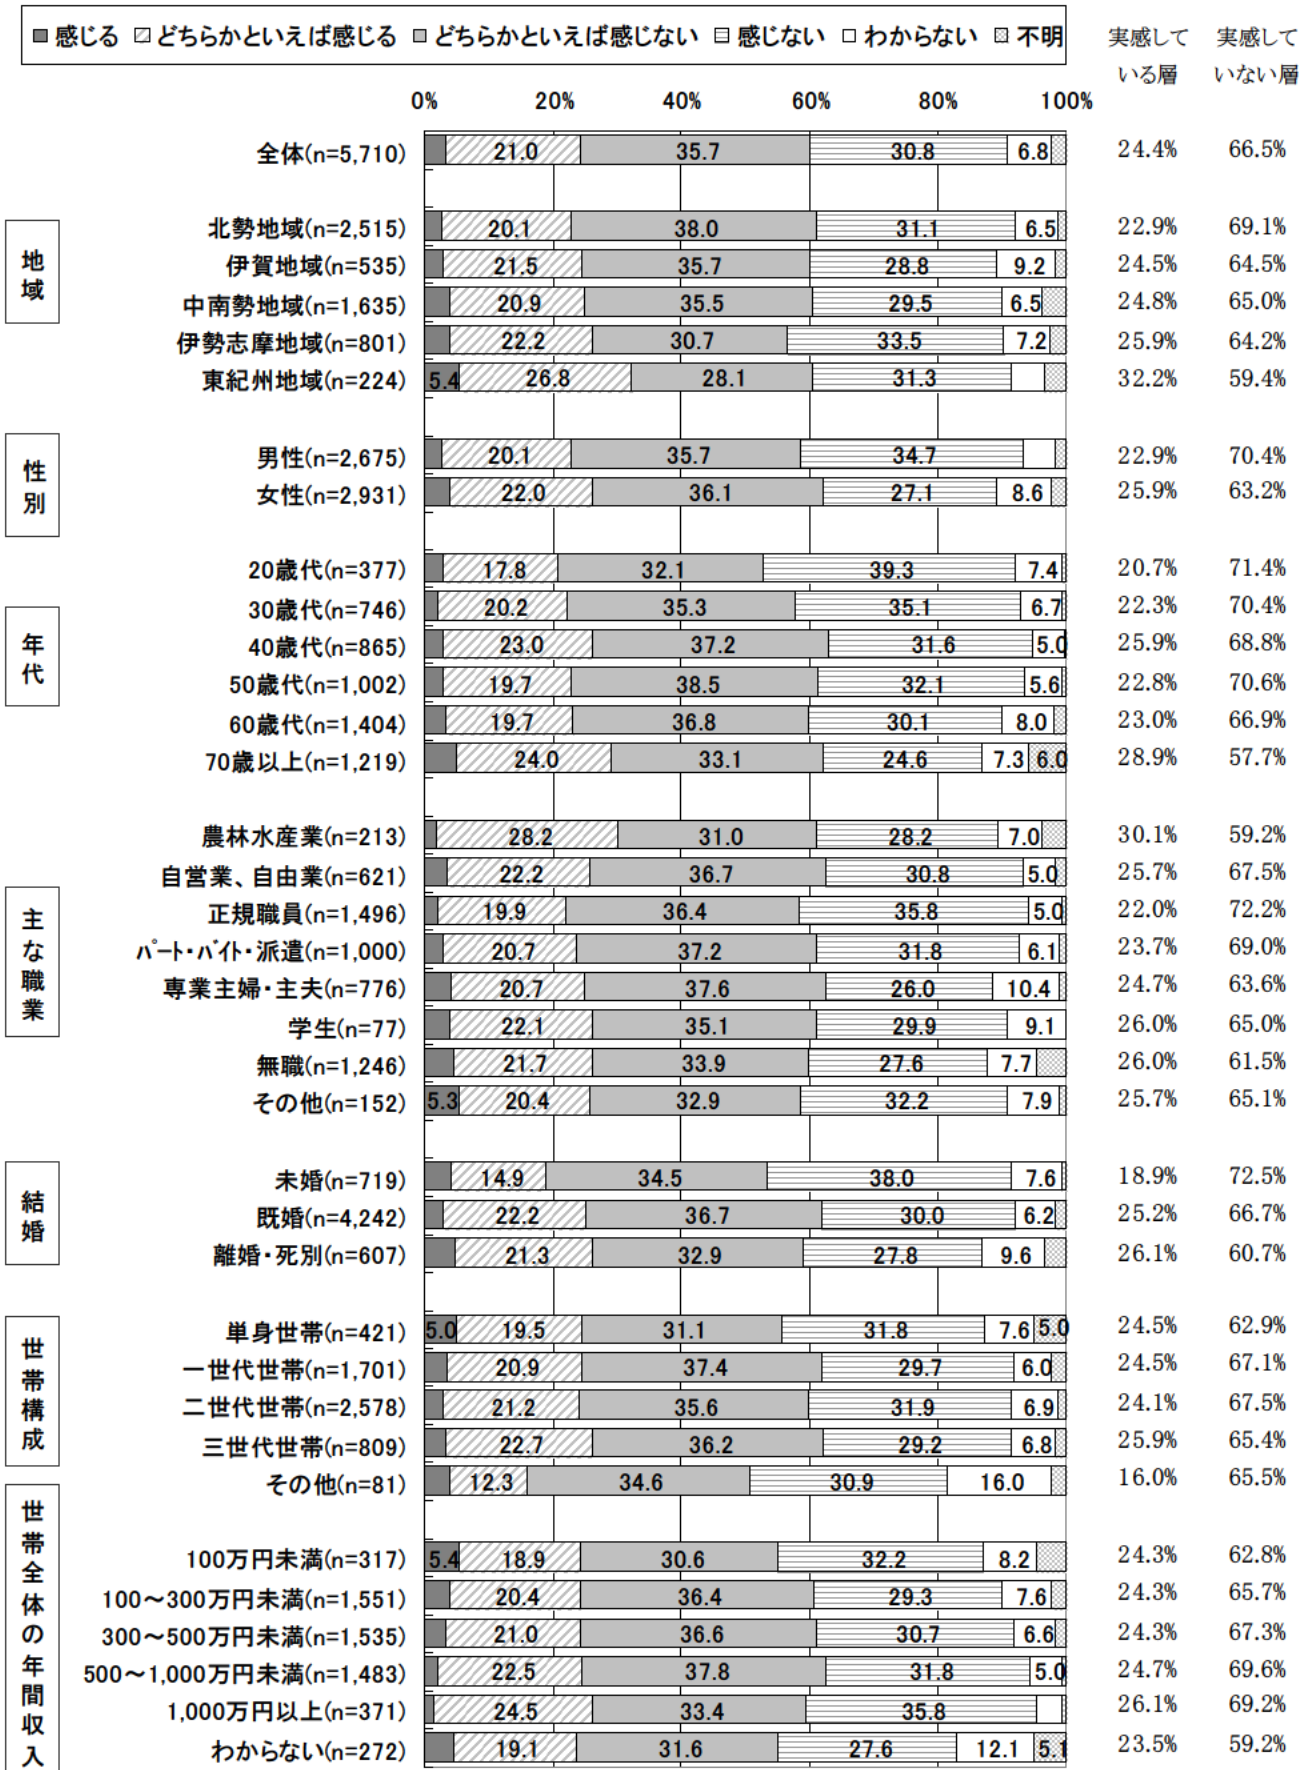 感じる どちらかといえば感じる どちらかといえば感じない 感じない わからない 不明
実感して いる層 実感して いない層
0% 20% 40% 60% 80% 100%
全体(n=5,710) 21.0 35.7 30.8 6.8 24.4% 66.5%
地域
北勢地域(n=2,515) 20.1 38.0 31.1 6.5 22.9% 69.1%
伊賀地域(n=535) 21.5 35.7 28.8 9.2 24.5% 64.5%
中南勢地域(n=1,635) 20.9 35.5 29.5 6.5 24.8% 65.0%
伊勢志摩地域(n=801) 22.2 30.7 33.5 7.2 25.9% 64.2%
東紀州地域(n=224) 5.4 26.8 28.1 31.3 32.2% 59.4%
性別
男性(n=2,675) 20.1 35.7 34.7 22.9% 70.4%
女性(n=2,931) 22.0 36.1 27.1 8.6 25.9% 63.2%
年代
20歳代(n=377) 17.8 32.1 39.3 7.4 20.7% 71.4%
30歳代(n=746) 20.2 35.3 35.1 6.7 22.3% 70.4%
40歳代(n=865) 23.0 37.2 31.6 5.0 25.9% 68.8%
50歳代(n=1,002) 19.7 38.5 32.1 5.6 22.8% 70.6%
60歳代(n=1,404) 19.7 36.8 30.1 8.0 23.0% 66.9%
70歳以上(n=1,219) 24.0 33.1 24.6 7.3 6.0 28.9% 57.7%
主な職業
農林水産業(n=213) 28.2 31.0 28.2 7.0 30.1% 59.2%
自営業、自由業(n=621) 22.2 36.7 30.8 5.0 25.7% 67.5%
正規職員(n=1,496) 19.9 36.4 35.8 5.0 22.0% 72.2%
ﾊﾟｰﾄ・ﾊﾞｲﾄ・派遣(n=1,000) 20.7 37.2 31.8 6.1 23.7% 69.0%
専業主婦・主夫(n=776) 20.7 37.6 26.0 10.4 24.7% 63.6%
学生(n=77) 22.1 35.1 29.9 9.1 26.0% 65.0%
無職(n=1,246) 21.7 33.9 27.6 7.7 26.0% 61.5%
その他(n=152) 5.3 20.4 32.9 32.2 7.9 25.7% 65.1%
結婚
未婚(n=719) 14.9 34.5 38.0 7.6 18.9% 72.5%
既婚(n=4,242) 22.2 36.7 30.0 6.2 25.2% 66.7%
離婚・死別(n=607) 21.3 32.9 27.8 9.6 26.1% 60.7%
世帯構成
単身世帯(n=421) 5.0 19.5 31.1 31.8 7.6 5.0 24.5% 62.9%
一世代世帯(n=1,701) 20.9 37.4 29.7 6.0 24.5% 67.1%
二世代世帯(n=2,578) 21.2 35.6 31.9 6.9 24.1% 67.5%
三世代世帯(n=809) 22.7 36.2 29.2 6.8 25.9% 65.4%
その他(n=81) 12.3 34.6 30.9 16.0 16.0% 65.5%
世帯全体の年間収入
100万円未満(n=317) 5.4 18.9 30.6 32.2 8.2 24.3% 62.8%
100～300万円未満(n=1,551) 20.4 36.4 29.3 7.6 24.3% 65.7%
300～500万円未満(n=1,535) 21.0 36.6 30.7 6.6 24.3% 67.3%
500～1,000万円未満(n=1,483) 22.5 37.8 31.8 5.0 24.7% 69.6%
1,000万円以上(n=371) 24.5 33.4 35.8 26.1% 69.2%
わからない(n=272) 19.1 31.6 27.6 12.1 5.1 23.5% 59.2%